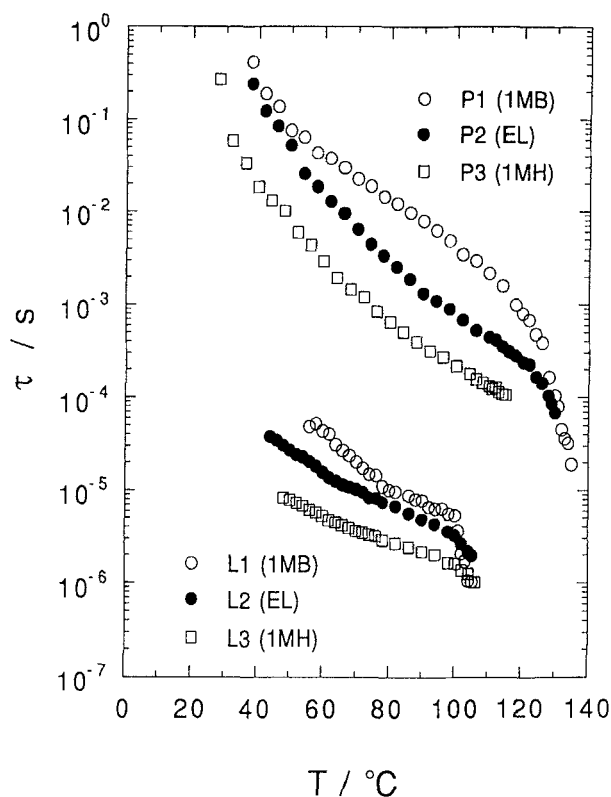 10^0
10^-1
10^-2
10^-3
10^-4
10^-5
10^-6
10^-7
τ / s
P1 (1MB)
P2 (EL)
P3 (1MH)
L1 (1MB)
L2 (EL)
L3 (1MH)
0 20 40 60 80 100 120 140
T / °C